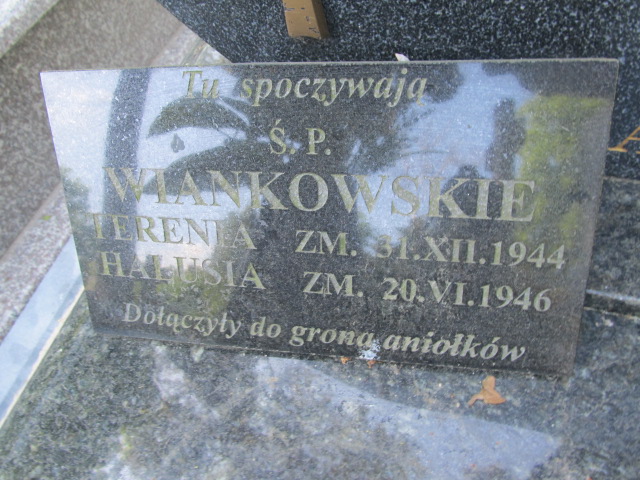 Tu spoczywają
Ś. P.
WIANKOWSKIE
TERENIA ZM. 31.XII.1944
HALUSIA ZM. 20.VI.1946
Dołączyły do grona aniołków